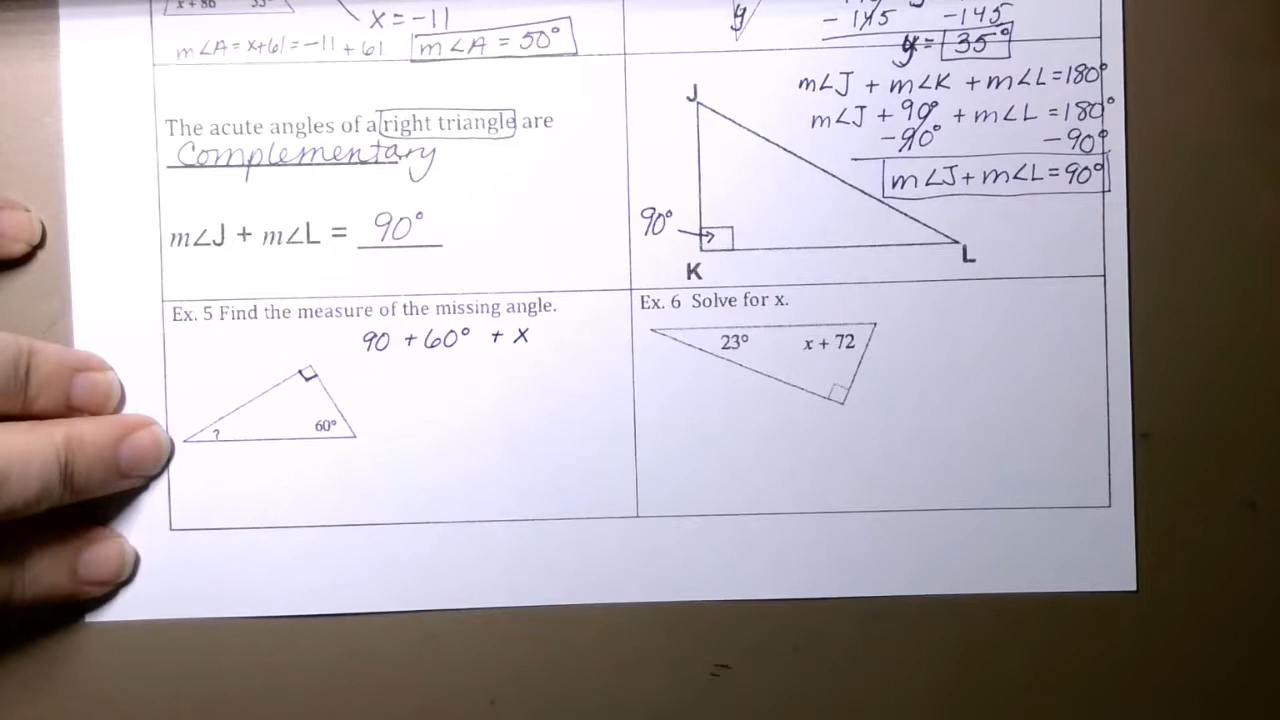 x + 86
x = -11
m∠A = x+61 = -11 + 61 m∠A = 50°
y
- 145 -145
y = 35°
The acute angles of a right triangle are
Complementary
m∠J + m∠L = 90°
J
K
L
90°
m∠J + m∠K + m∠L = 180°
m∠J + 90° + m∠L = 180°
-90° -90°
m∠J + m∠L = 90°
Ex. 5 Find the measure of the missing angle.
90 + 60° + x
?
60°
Ex. 6 Solve for x.
23° x + 72